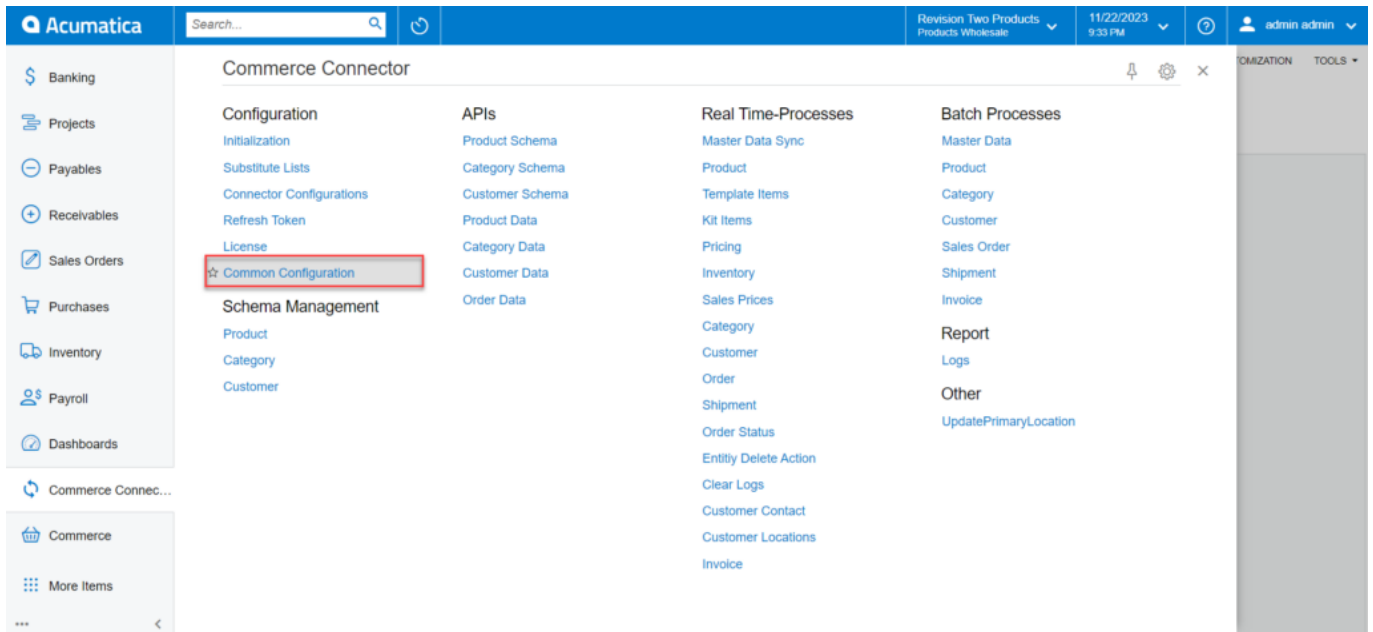 Acumatica
Search...
Revision Two Products
Products Wholesale
11/22/2023
9:33 PM
admin admin
OMIZATION
TOOLS
Banking
Projects
Payables
Receivables
Sales Orders
Purchases
Inventory
Payroll
Dashboards
Commerce Connec...
Commerce
More Items
...
Commerce Connector
Configuration
Initialization
Substitute Lists
Connector Configurations
Refresh Token
License
Common Configuration
Schema Management
Product
Category
Customer
APIs
Product Schema
Category Schema
Customer Schema
Product Data
Category Data
Customer Data
Order Data
Real Time-Processes
Master Data Sync
Product
Template Items
Kit Items
Pricing
Inventory
Sales Prices
Category
Customer
Order
Shipment
Order Status
Entitiy Delete Action
Clear Logs
Customer Contact
Customer Locations
Invoice
Batch Processes
Master Data
Product
Category
Customer
Sales Order
Shipment
Invoice
Report
Logs
Other
UpdatePrimaryLocation